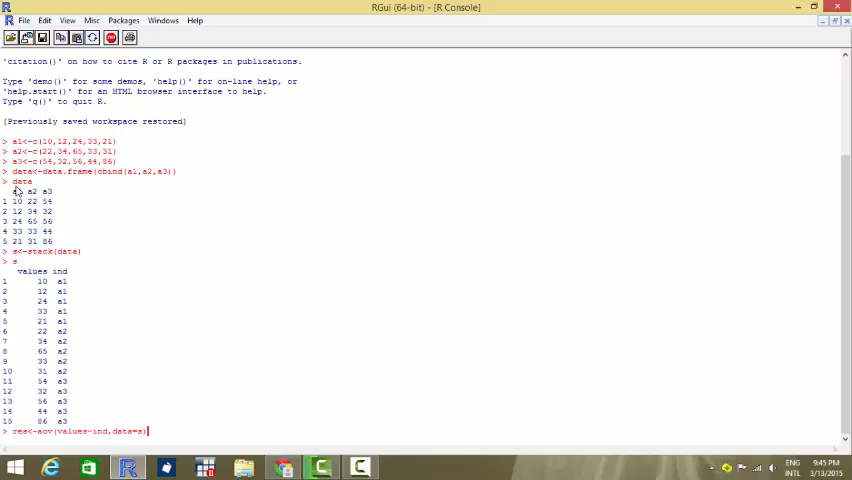 RGui (64-bit) - [R Console]
File Edit View Misc Packages Windows Help
'citation()' on how to cite R or R packages in publications.
Type 'demo()' for some demos, 'help()' for on-line help, or
'help.start()' for an HTML browser interface to help.
Type 'q()' to quit R.
[Previously saved workspace restored]
> a1<-c(10,12,24,33,21)
> a2<-c(22,34,65,33,31)
> a3<-c(54,32,56,44,86)
> data<-data.frame(cbind(a1,a2,a3))
> data
a1 a2 a3
1 10 22 54
2 12 34 32
3 24 65 56
4 33 33 44
5 21 31 86
> s<-stack(data)
> s
values ind
1 10 a1
2 12 a1
3 24 a1
4 33 a1
5 21 a1
6 22 a2
7 34 a2
8 65 a2
9 33 a2
10 31 a2
11 54 a3
12 32 a3
13 56 a3
14 44 a3
15 86 a3
> res<-aov(values~ind,data=s)
ENG 9:45 PM
INTL 3/13/2015